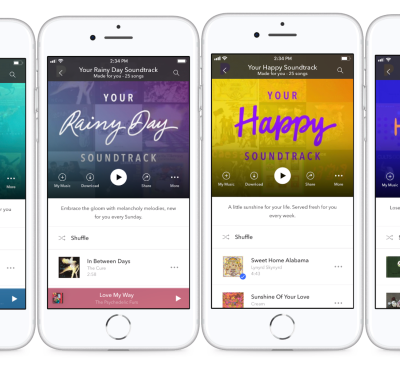 More
for you
2:34 PM
Your Rainy Day Soundtrack
Made for you · 25 songs
YOUR
Rainy Day
SOUNDTRACK
My Music
Download
Share
More
Embrace the gloom with melancholy melodies, new
for you every Sunday.
Shuffle
In Between Days
The Cure
2:58
Love My Way
The Psychedelic Furs
2:34 PM
Your Happy Soundtrack
Made for you · 25 songs
YOUR
Happy
SOUNDTRACK
My Music
Download
Share
More
A little sunshine for your life. Served fresh for you
every week.
Shuffle
Sweet Home Alabama
Lynyrd Skynyrd
4:43
Sunshine Of Your Love
Cream
My Music